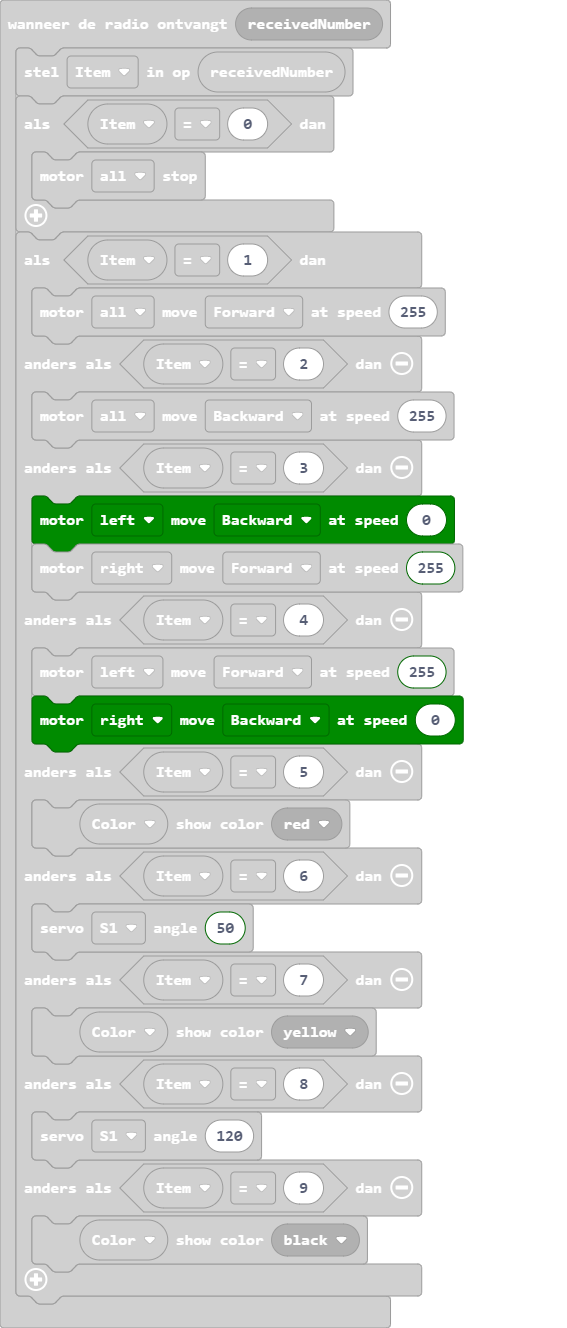 wanneer de radio ontvangt receivedNumber
stel Item in op receivedNumber
als Item = 0 dan
motor all stop
als Item = 1 dan
motor all move Forward at speed 255
anders als Item = 2 dan
motor all move Backward at speed 255
anders als Item = 3 dan
motor left move Backward at speed 0
motor right move Forward at speed 255
anders als Item = 4 dan
motor left move Forward at speed 255
motor right move Backward at speed 0
anders als Item = 5 dan
Color show color red
anders als Item = 6 dan
servo S1 angle 50
anders als Item = 7 dan
Color show color yellow
anders als Item = 8 dan
servo S1 angle 120
anders als Item = 9 dan
Color show color black